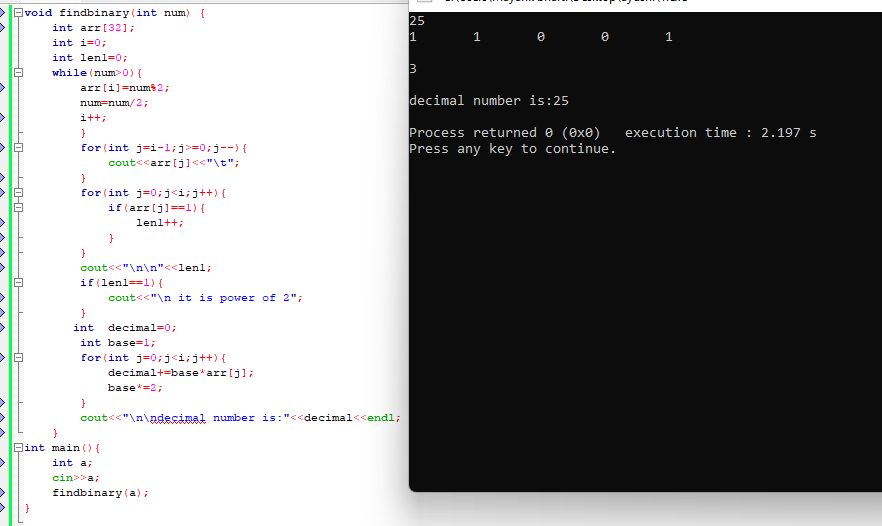 void findbinary(int num) {
int arr[32];
int i=0;
int len1=0;
while(num>0){
arr[i]=num%2;
num=num/2;
i++;
}
for(int j=i-1;j>=0;j--){
cout<<arr[j]<<"\t";
}
for(int j=0;j<i;j++){
if(arr[j]==1){
len1++;
}
}
cout<<"\n\n"<<len1;
if(len1==1){
cout<<"\n it is power of 2";
}
int  decimal=0;
int base=1;
for(int j=0;j<i;j++){
decimal+=base*arr[j];
base*=2;
}
cout<<"\n\ndecimal number is:"<<decimal<<endl;
}
int main(){
int a;
cin>>a;
findbinary(a);
}
25
1 1 0 0 1
3
decimal number is:25
Process returned 0 (0x0)   execution time : 2.197 s
Press any key to continue.